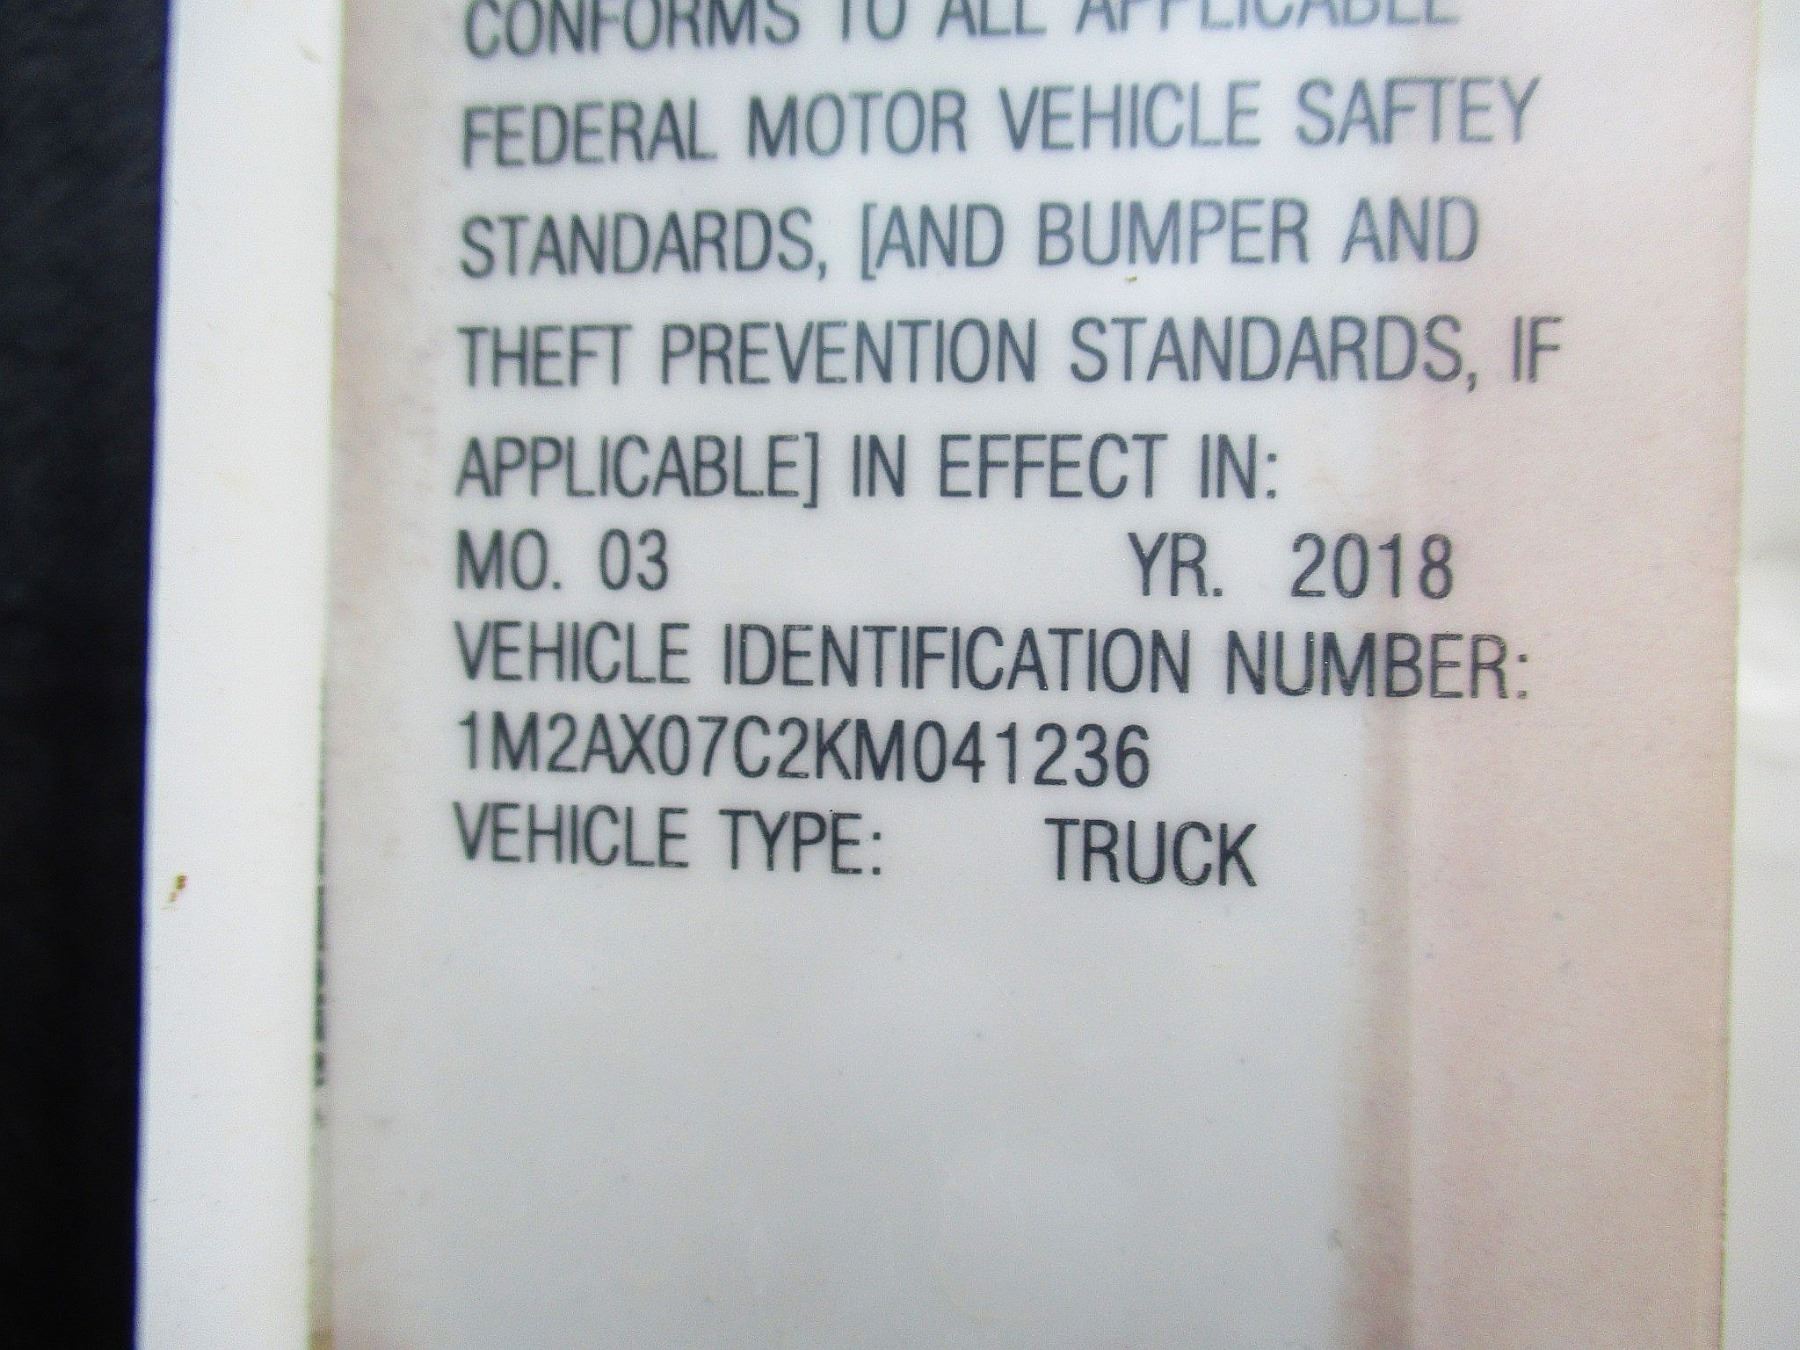 CONFORMS TO ALL APPLICABLE
FEDERAL MOTOR VEHICLE SAFTEY
STANDARDS, [AND BUMPER AND
THEFT PREVENTION STANDARDS, IF
APPLICABLE] IN EFFECT IN:
MO. 03 YR. 2018
VEHICLE IDENTIFICATION NUMBER:
1M2AX07C2KM041236
VEHICLE TYPE: TRUCK